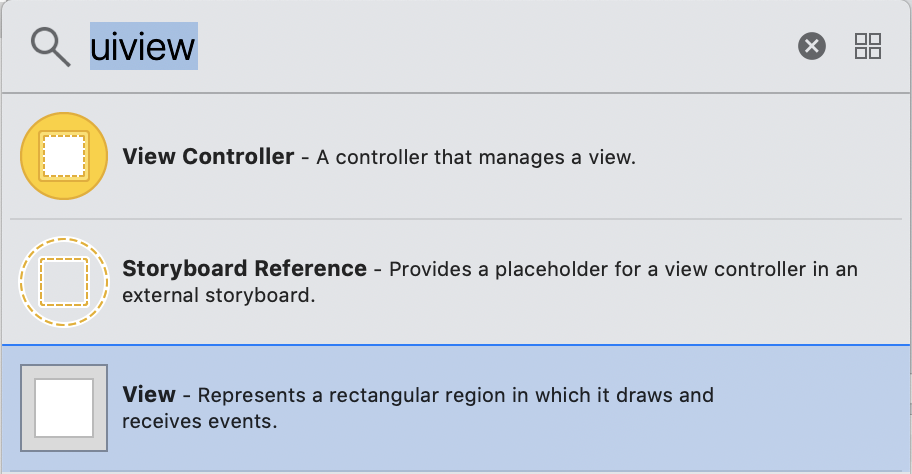 uiview
View Controller - A controller that manages a view.
Storyboard Reference - Provides a placeholder for a view controller in an
external storyboard.
View - Represents a rectangular region in which it draws and
receives events.